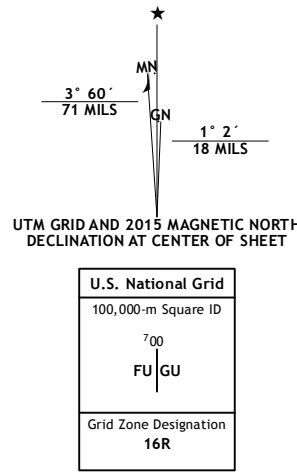 ★
MN
GN
3° 60´
71 MILS
1° 2´
18 MILS
UTM GRID AND 2015 MAGNETIC NORTH
DECLINATION AT CENTER OF SHEET
U.S. National Grid
100,000-m Square ID
⁷00
FU GU
Grid Zone Designation
16R